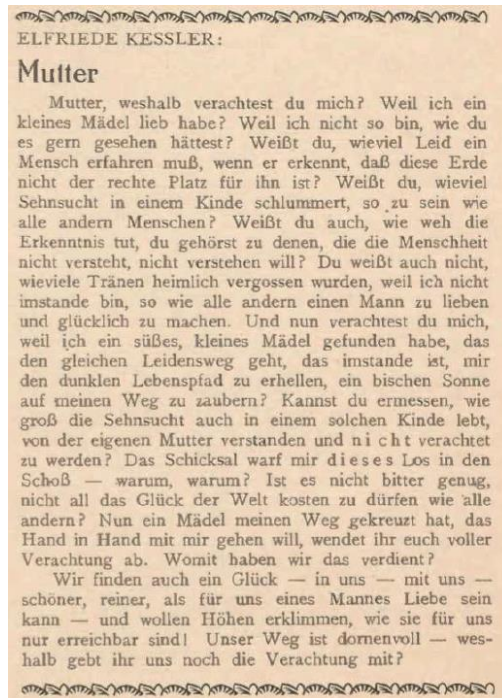 ELFRIEDE KESSLER:
Mutter
Mutter, weshalb verachtest du mich? Weil ich ein
kleines Mädel lieb habe? Weil ich nicht so bin, wie du
es gern gesehen hättest? Weißt du, wieviel Leid ein
Mensch erfahren muß, wenn er erkennt, daß diese Erde
nicht der rechte Platz für ihn ist? Weißt du, wieviel
Sehnsucht in einem Kinde schlummert, so zu sein wie
alle andern Menschen? Weißt du auch, wie weh die
Erkenntnis tut, du gehörst zu denen, die die Menschheit
nicht versteht, nicht verstehen will? Du weißt auch nicht,
wieviele Tränen heimlich vergossen wurden, weil ich nicht
imstande bin, so wie alle andern einen Mann zu lieben
und glücklich zu machen. Und nun verachtest du mich,
weil ich ein süßes, kleines Mädel gefunden habe, das
den gleichen Leidensweg geht, das imstande ist, mir
den dunklen Lebenspfad zu erhellen, ein bischen Sonne
auf meinen Weg zu zaubern? Kannst du ermessen, wie
groß die Sehnsucht auch in einem solchen Kinde lebt,
von der eigenen Mutter verstanden und nicht verachtet
zu werden? Das Schicksal warf mir dieses Los in den
Schoß — warum, warum? Ist es nicht bitter genug,
nicht all das Glück der Welt kosten zu dürfen wie alle
andern? Nun ein Mädel meinen Weg gekreuzt hat, das
Hand in Hand mit mir gehen will, wendet ihr euch voller
Verachtung ab. Womit haben wir das verdient?
Wir finden auch ein Glück — in uns — mit uns —
schöner, reiner, als für uns eines Mannes Liebe sein
kann — und wollen Höhen erklimmen, wie sie für uns
nur erreichbar sind! Unser Weg ist dornenvoll — wes-
halb gebt ihr uns noch die Verachtung mit?